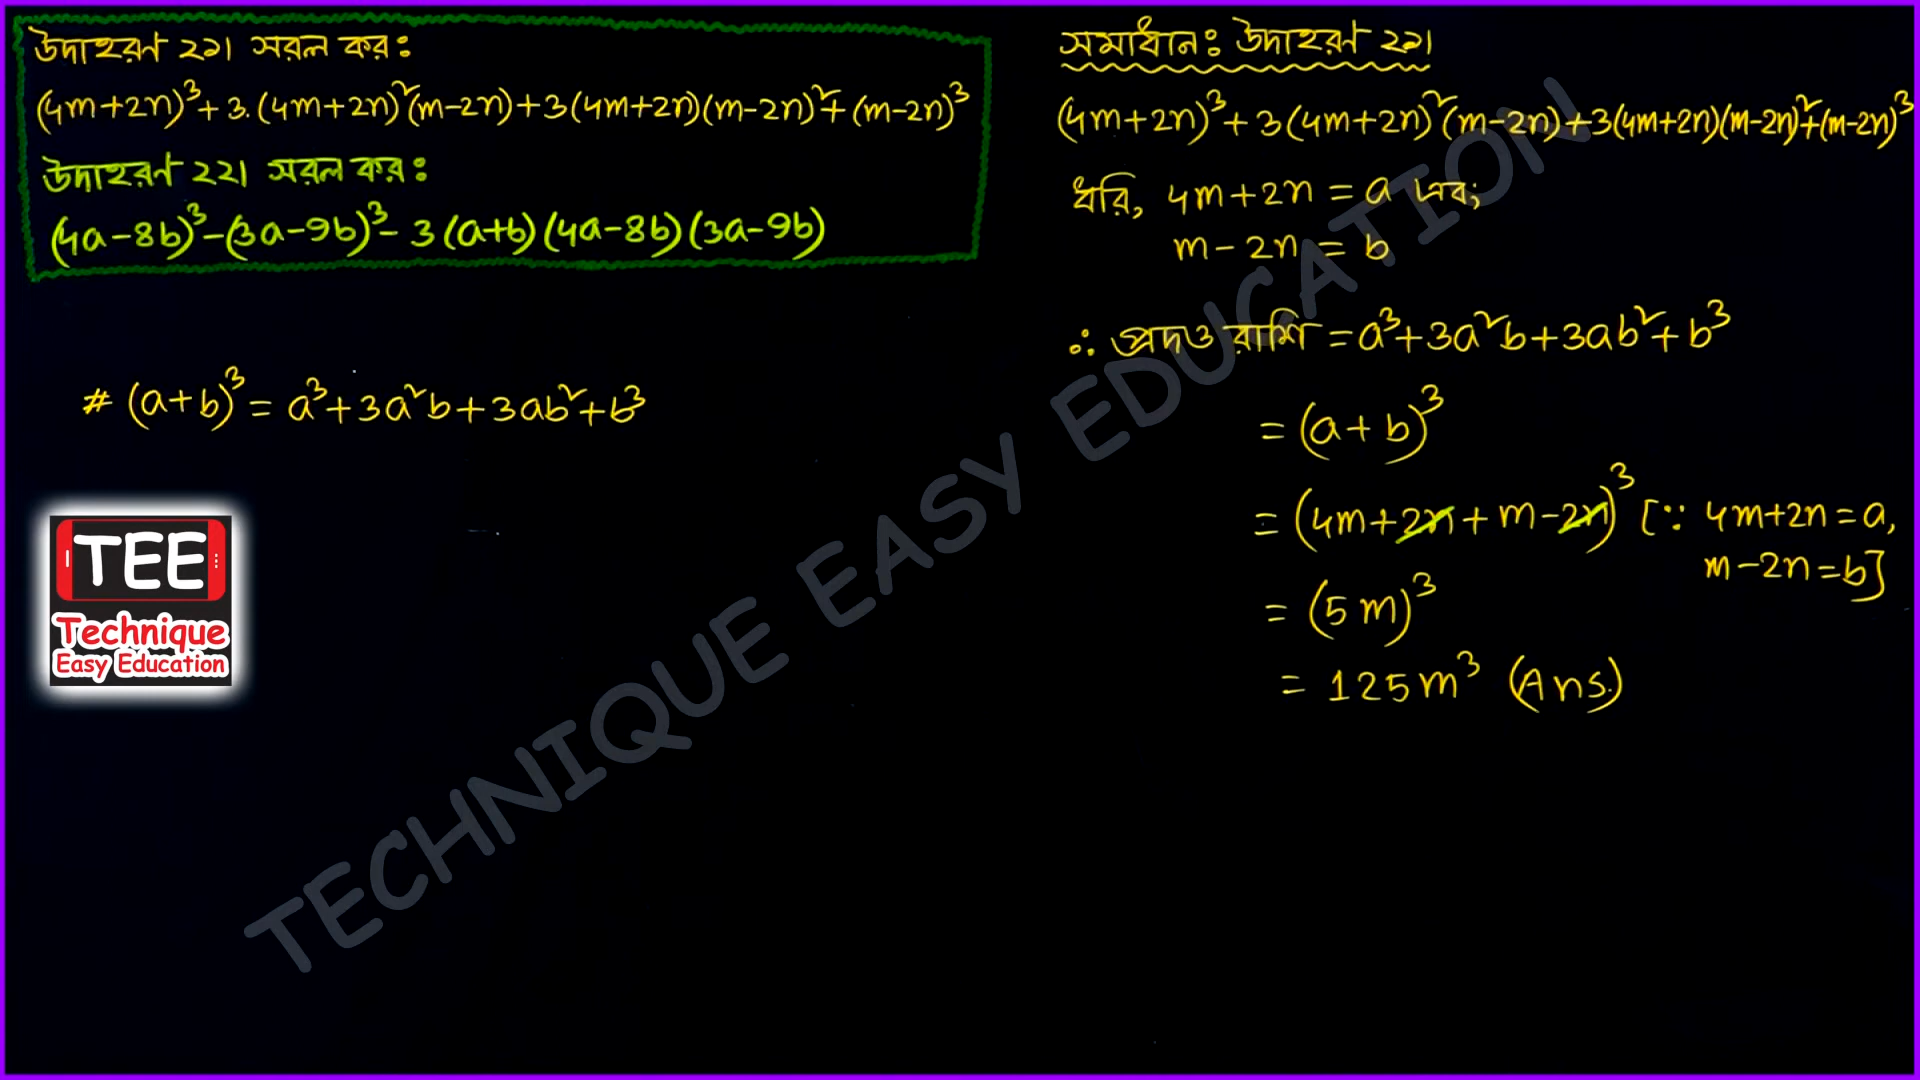 উদাহরণ ২১। সরল কর:
(4m+2n)³+3.(4m+2n)²(m-2n)+3(4m+2n)(m-2n)²+(m-2n)³
উদাহরণ ২২। সরল কর:
(4a-8b)³-(3a-9b)³-3(a+b)(4a-8b)(3a-9b)
# (a+b)³ = a³+3a²b+3ab²+b³
TEE
Technique
Easy Education
সমাধান: উদাহরণ ২১।
(4m+2n)³+3(4m+2n)²(m-2n)+3(4m+2n)(m-2n)²+(m-2n)³
ধরি, 4m+2n = a এবং
m-2n = b
∴ প্রদত্ত রাশি = a³+3a²b+3ab²+b³
= (a+b)³
= (4m+2n+m-2n)³ [∵ 4m+2n=a,
m-2n=b]
= (5m)³
= 125m³ (Ans.)
TECHNIQUE EASY EDUCATION